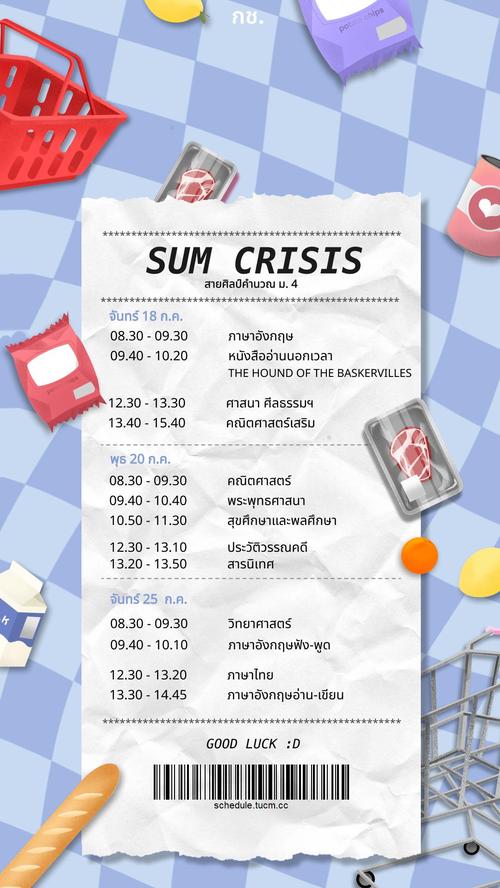 กช.
potato chips
********************************************************
SUM CRISIS
สายศิลป์คำนวณ ม. 4
********************************************************
จันทร์ 18 ก.ค.
08.30 - 09.30 ภาษาอังกฤษ
09.40 - 10.20 หนังสืออ่านนอกเวลา
THE HOUND OF THE BASKERVILLES
12.30 - 13.30 ศาสนา ศีลธรรมฯ
13.40 - 15.40 คณิตศาสตร์เสริม
พุธ 20 ก.ค.
08.30 - 09.30 คณิตศาสตร์
09.40 - 10.40 พระพุทธศาสนา
10.50 - 11.30 สุขศึกษาและพลศึกษา
12.30 - 13.10 ประวัติวรรณคดี
13.20 - 13.50 สารนิเทศ
จันทร์ 25 ก.ค.
08.30 - 09.30 วิทยาศาสตร์
09.40 - 10.10 ภาษาอังกฤษฟัง-พูด
12.30 - 13.20 ภาษาไทย
13.30 - 14.45 ภาษาอังกฤษอ่าน-เขียน
********************************************************
GOOD LUCK :D
schedule.tucm.cc